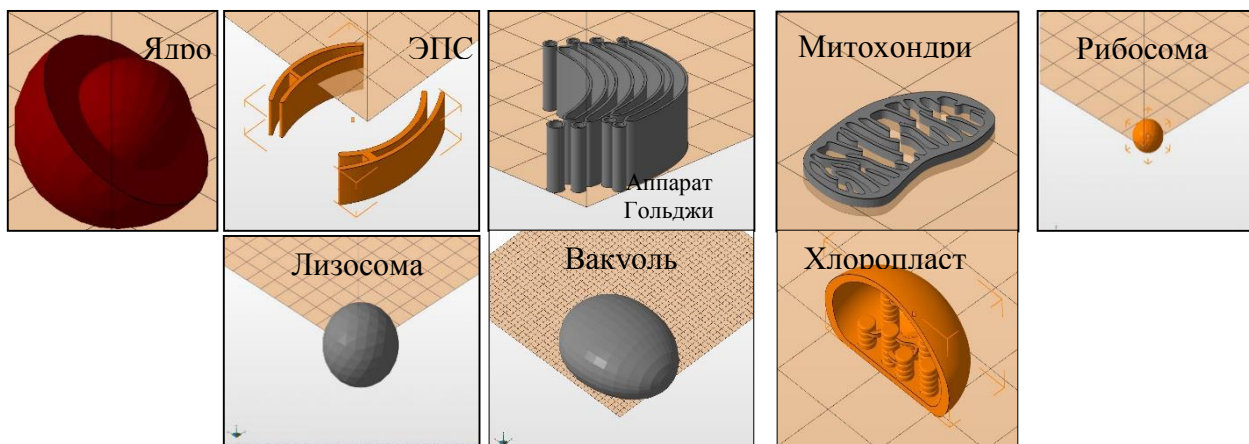 Ядро
ЭПС
Аппарат
Гольджи
Митохондри
Рибосома
Лизосома
Вакуоль
Хлоропласт